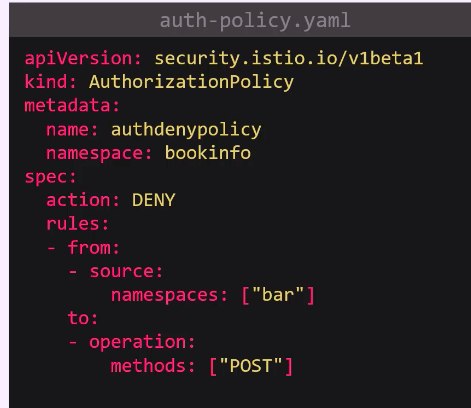 auth-policy.yaml
apiVersion: security.istio.io/v1beta1
kind: AuthorizationPolicy
metadata:
  name: authdenypolicy
  namespace: bookinfo
spec:
  action: DENY
  rules:
  - from:
    - source:
        namespaces: ["bar"]
    to:
    - operation:
        methods: ["POST"]